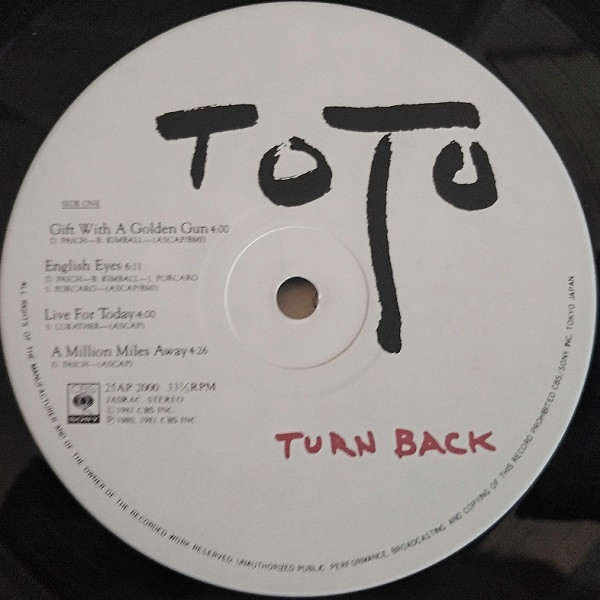 TOTO
SIDE ONE
Gift With A Golden Gun 4:00
D. PAICH—B. KIMBALL—(ASCAP/BMI)
English Eyes 6:11
D. PAICH—B. KIMBALL—J. PORCARO
S. PORCARO—(ASCAP/BMI)
Live For Today 4:00
S. LUKATHER—(ASCAP)
A Million Miles Away 4:26
D. PAICH—(ASCAP)
CBS
SONY
25AP 2000 33⅓RPM
JASRAC STEREO
© 1981 CBS INC.
℗ 1980, 1981 CBS INC.
TURN BACK
ALL RIGHTS OF THE MANUFACTURER AND OF THE OWNER OF THE RECORDED WORK RESERVED. UNAUTHORIZED PUBLIC PERFORMANCE, BROADCASTING AND COPYING OF THIS RECORD PROHIBITED CBS/SONY INC. TOKYO JAPAN